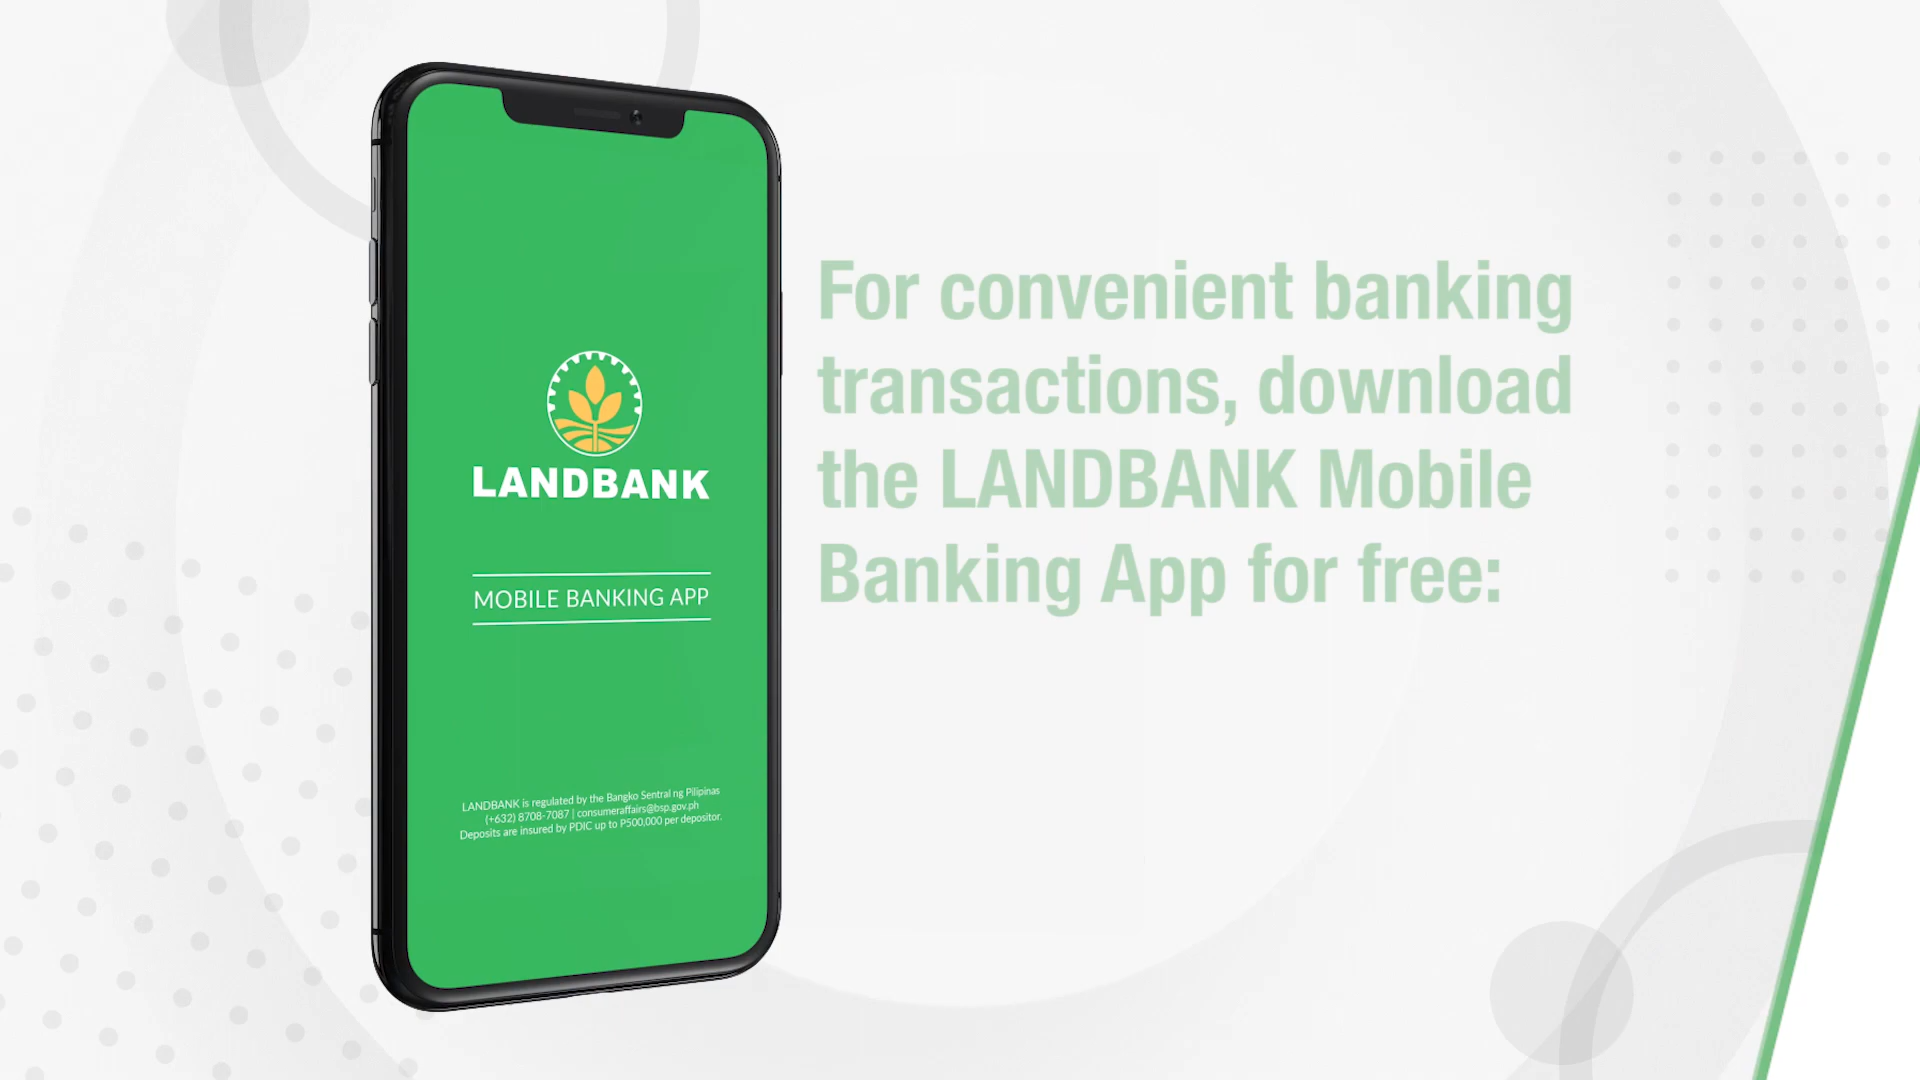 LANDBANK
MOBILE BANKING APP
LANDBANK is regulated by the Bangko Sentral ng Pilipinas
(+632) 8708-7087 | consumeraffairs@bsp.gov.ph
Deposits are insured by PDIC up to P500,000 per depositor.
For convenient banking
transactions, download
the LANDBANK Mobile
Banking App for free: